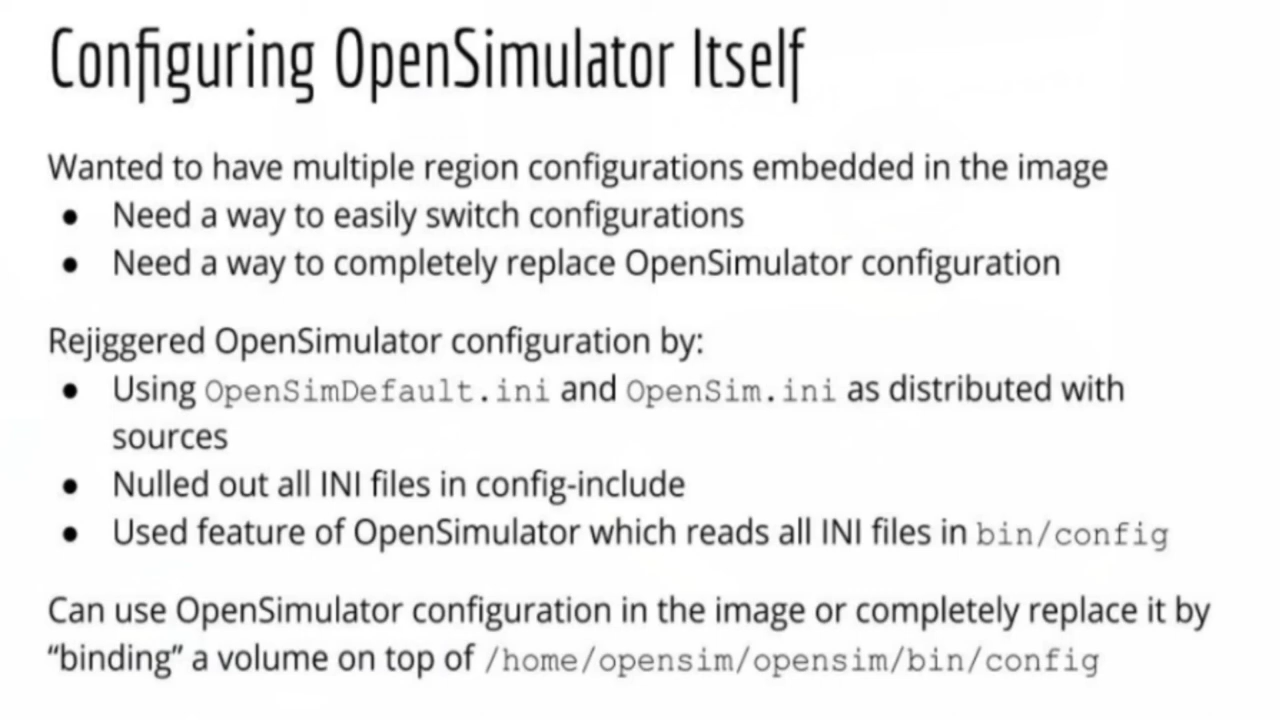 Configuring OpenSimulator Itself
Wanted to have multiple region configurations embedded in the image
● Need a way to easily switch configurations
● Need a way to completely replace OpenSimulator configuration
Rejiggered OpenSimulator configuration by:
● Using OpenSimDefault.ini and OpenSim.ini as distributed with
sources
● Nulled out all INI files in config-include
● Used feature of OpenSimulator which reads all INI files in bin/config
Can use OpenSimulator configuration in the image or completely replace it by
“binding” a volume on top of /home/opensim/opensim/bin/config